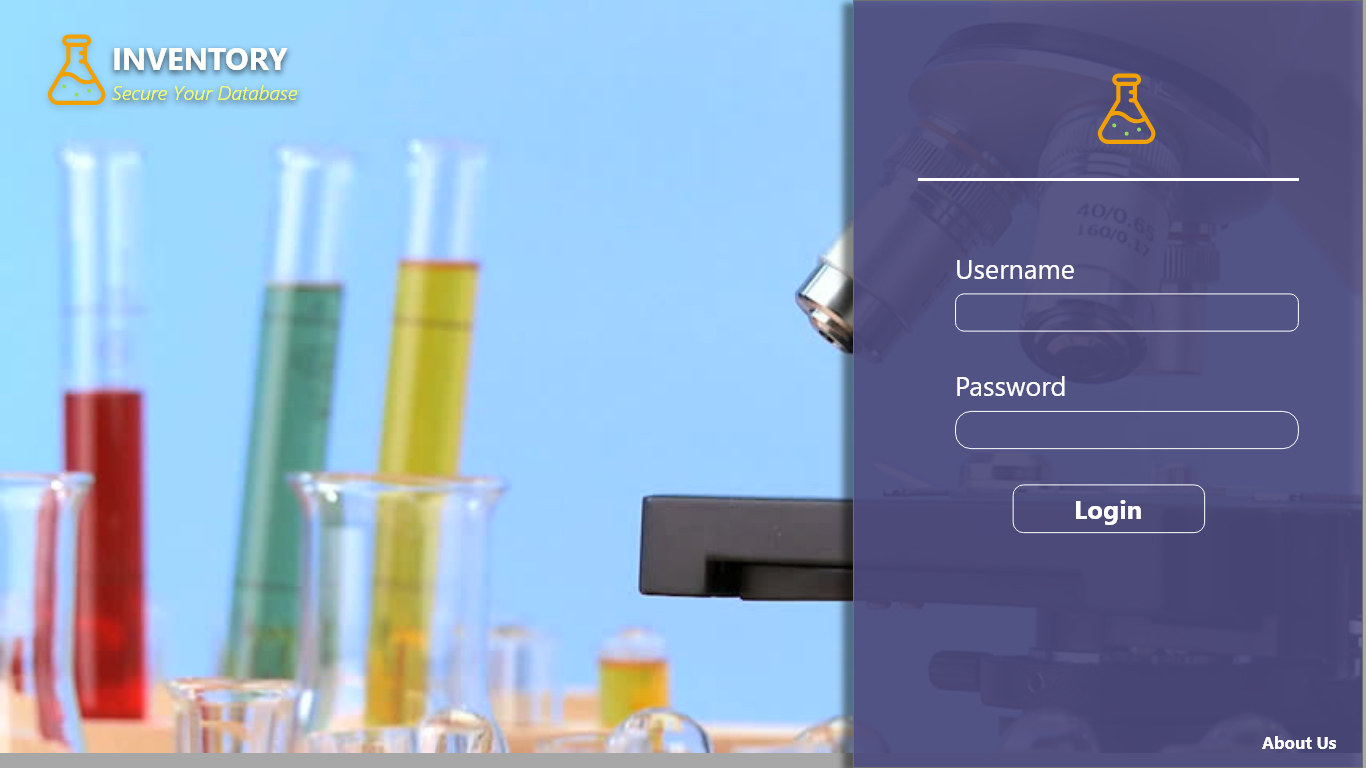 INVENTORY
Secure Your Database
40/0.65
160/0.17
Username
Password
Login
About Us